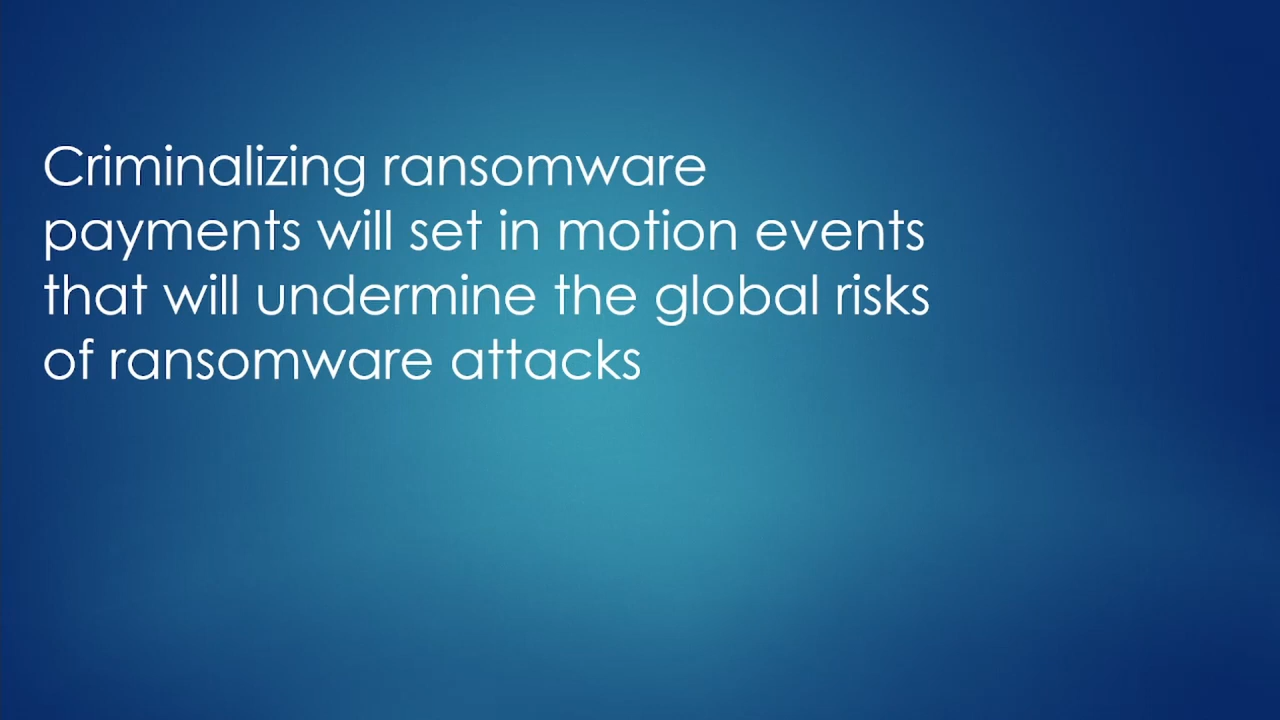 Criminalizing ransomware
payments will set in motion events
that will undermine the global risks
of ransomware attacks